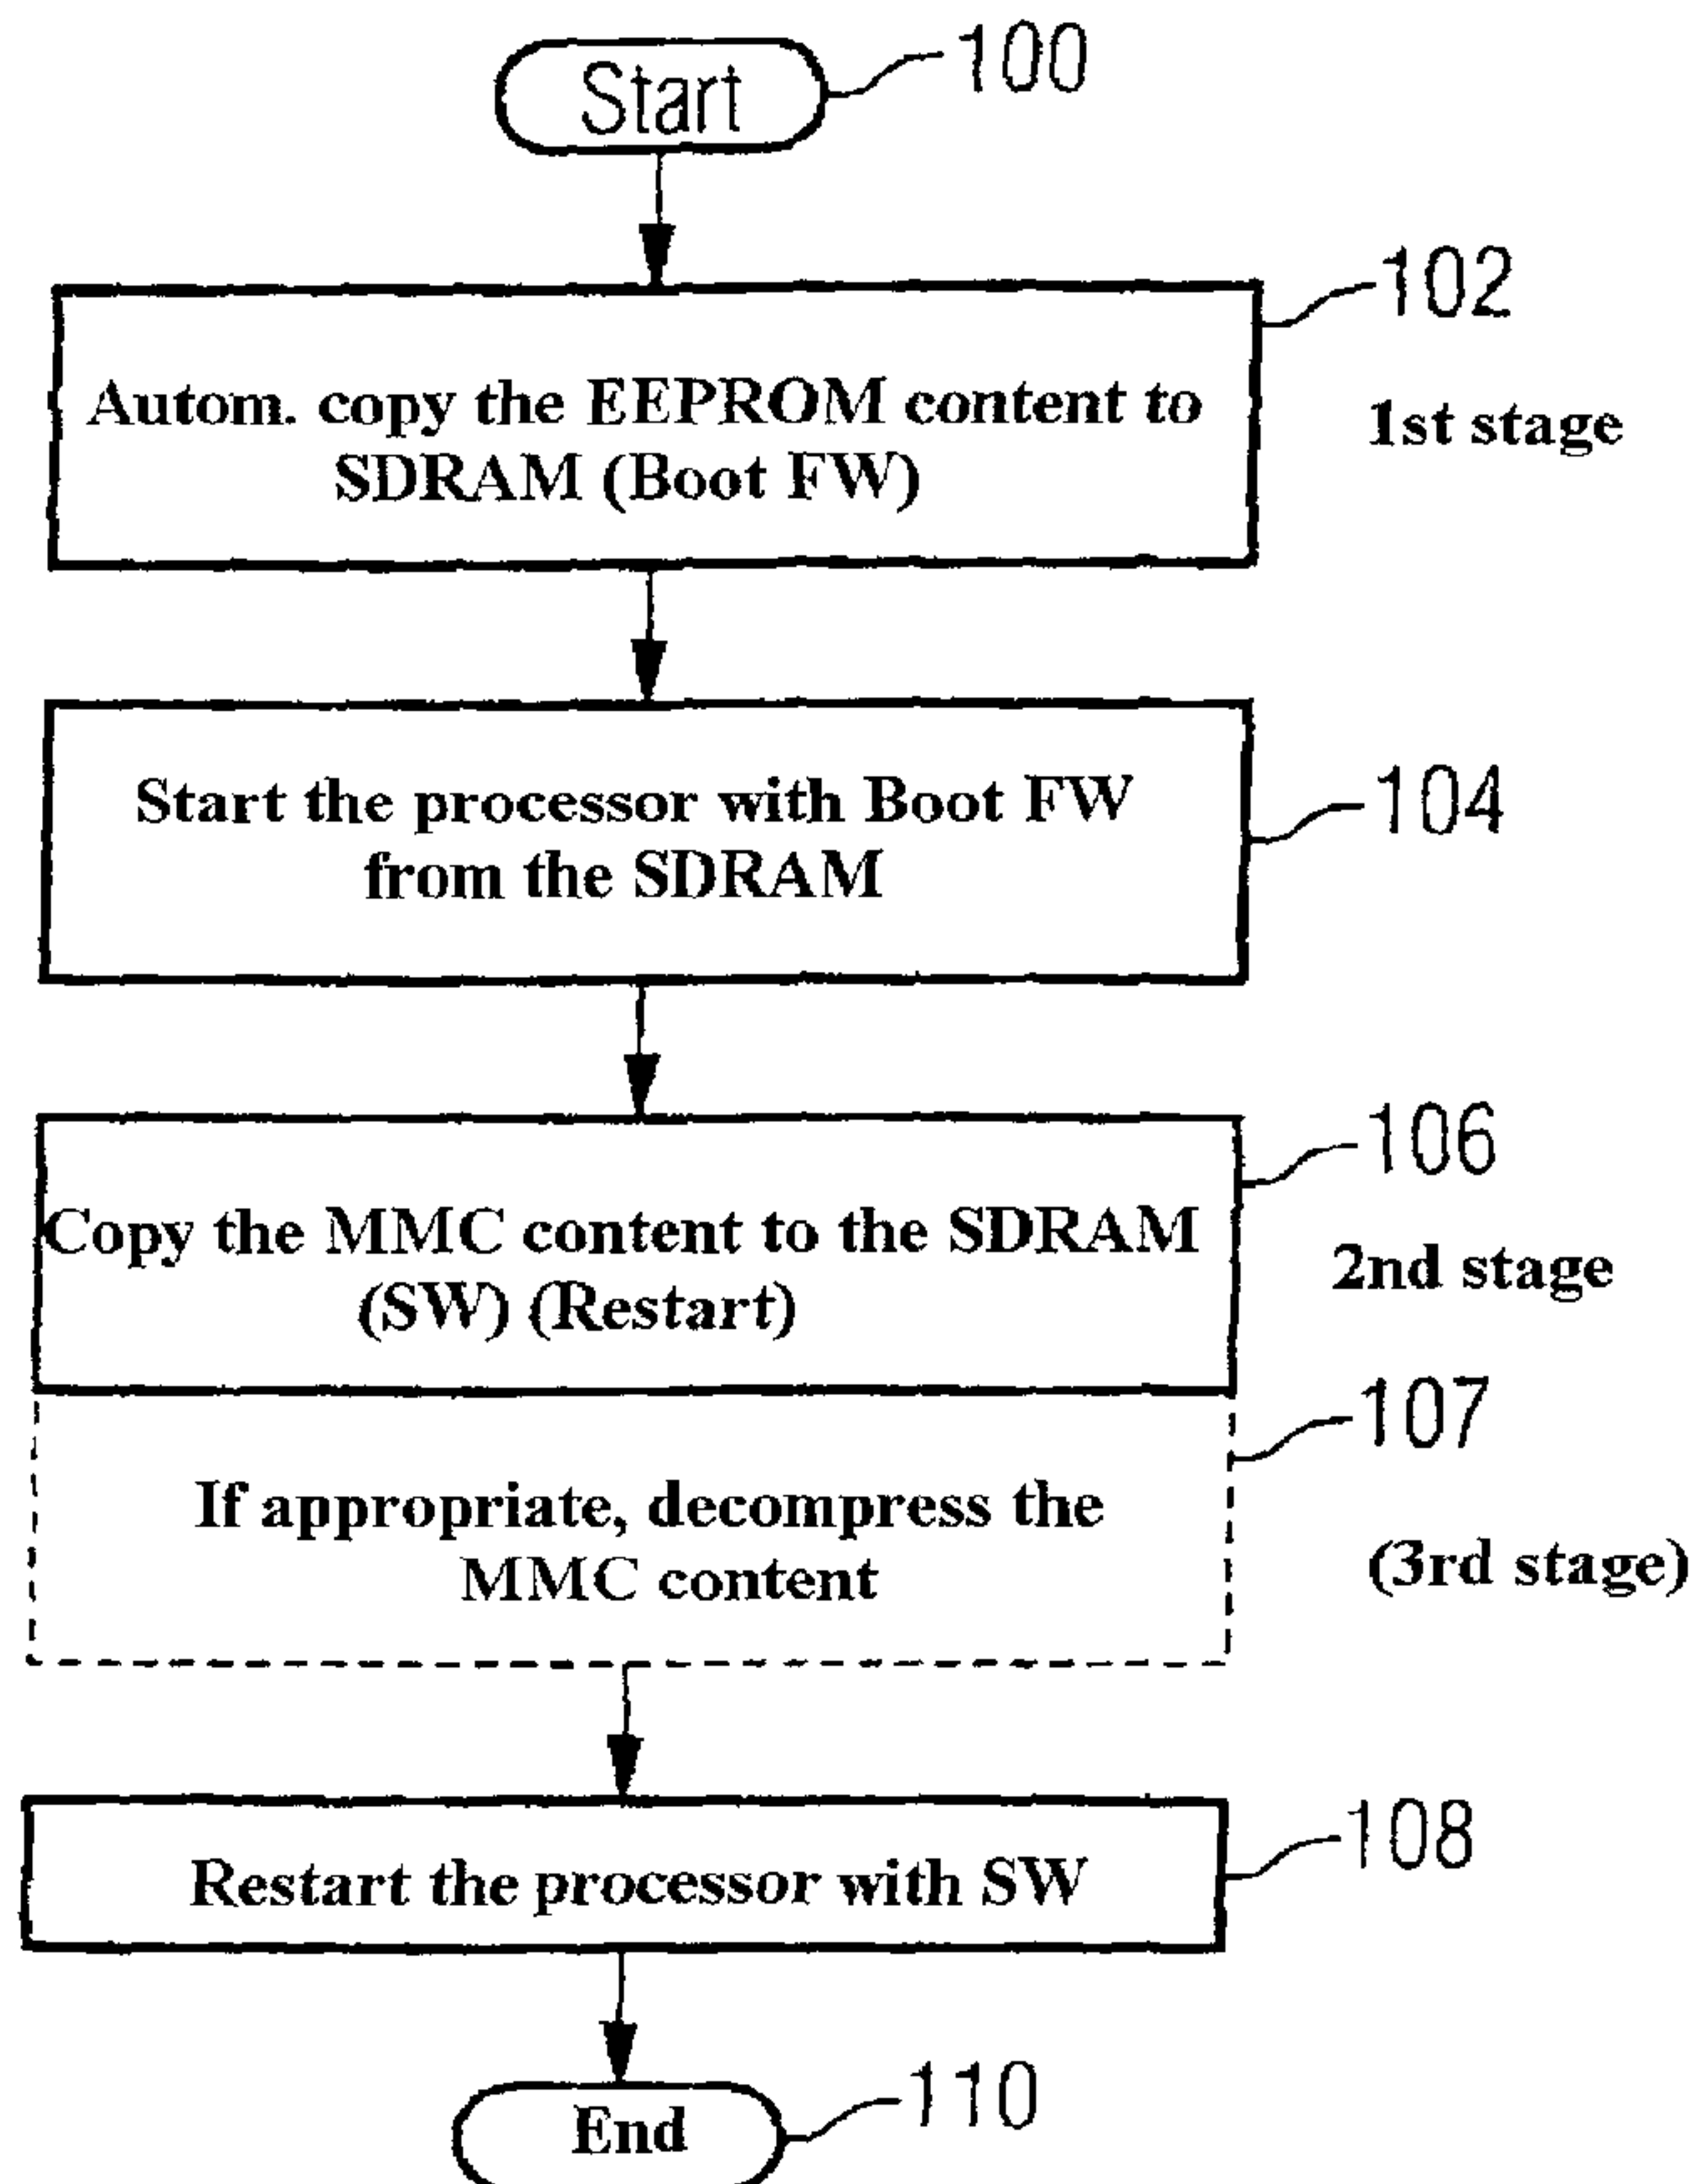 Start
100
102
Autom. copy the EEPROM content to
SDRAM (Boot FW)
1st stage
Start the processor with Boot FW
from the SDRAM
104
106
Copy the MMC content to the SDRAM
(SW) (Restart)
2nd stage
107
If appropriate, decompress the
MMC content
(3rd stage)
108
Restart the processor with SW
End
110